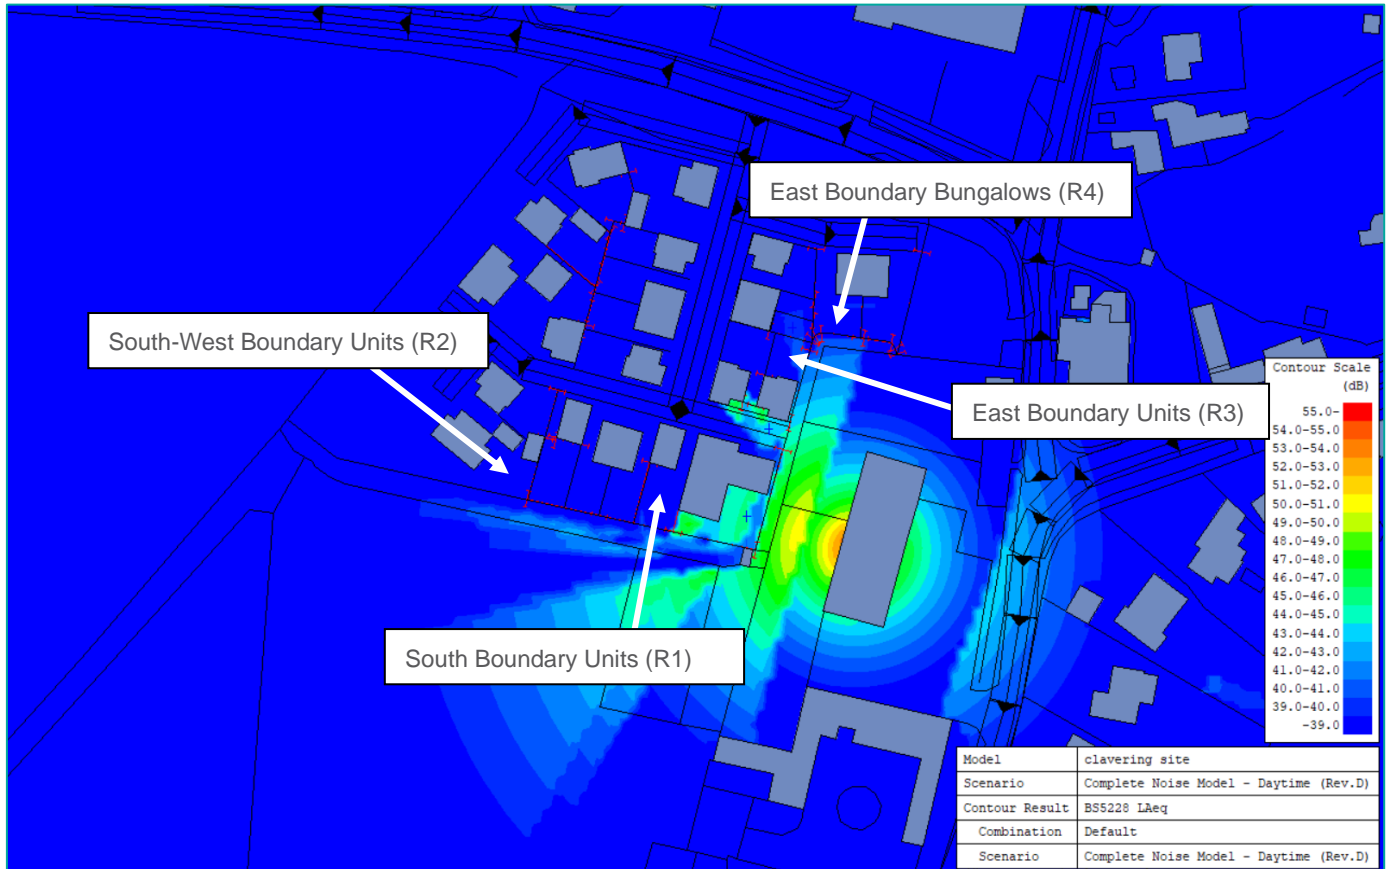 East Boundary Bungalows (R4)
South-West Boundary Units (R2)
East Boundary Units (R3)
South Boundary Units (R1)
Contour Scale
(dB)
55.0-
54.0-55.0
53.0-54.0
52.0-53.0
51.0-52.0
50.0-51.0
49.0-50.0
48.0-49.0
47.0-48.0
46.0-47.0
45.0-46.0
44.0-45.0
43.0-44.0
42.0-43.0
41.0-42.0
40.0-41.0
39.0-40.0
-39.0
Model clavering site
Scenario Complete Noise Model - Daytime (Rev.D)
Contour Result BS5228 LAeq
Combination Default
Scenario Complete Noise Model - Daytime (Rev.D)